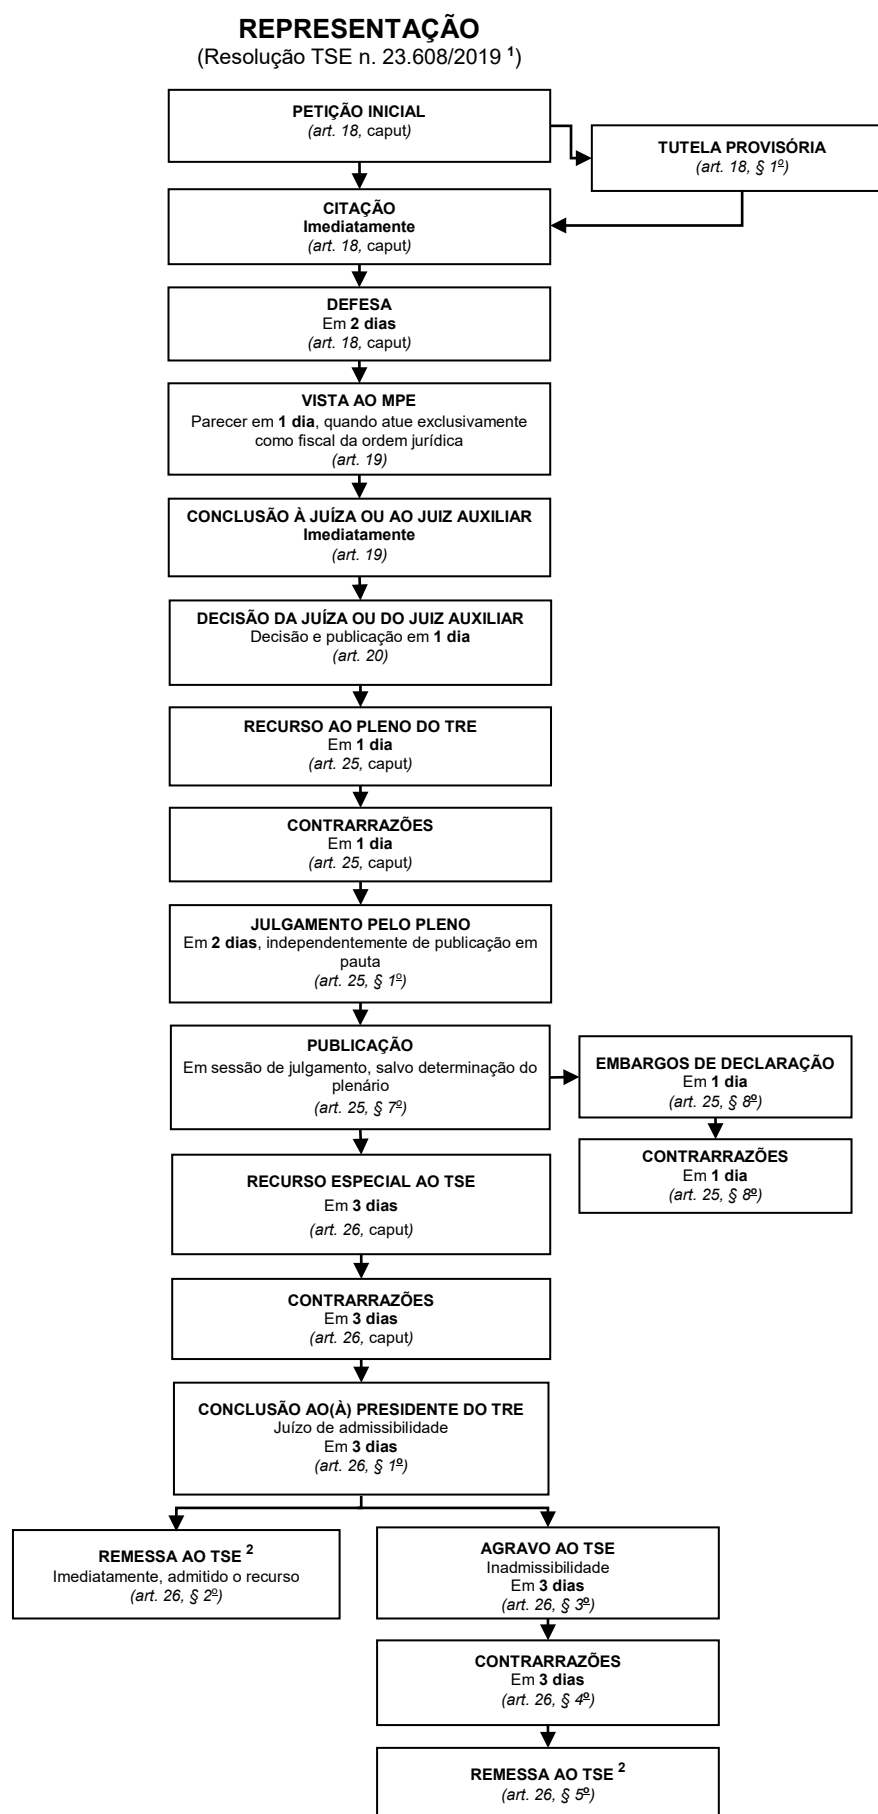 REPRESENTAÇÃO
(Resolução TSE n. 23.608/2019 ¹)
PETIÇÃO INICIAL
(art. 18, caput)
TUTELA PROVISÓRIA
(art. 18, § 1º)
CITAÇÃO
Imediatamente
(art. 18, caput)
DEFESA
Em 2 dias
(art. 18, caput)
VISTA AO MPE
Parecer em 1 dia, quando atue exclusivamente
como fiscal da ordem jurídica
(art. 19)
CONCLUSÃO À JUÍZA OU AO JUIZ AUXILIAR
Imediatamente
(art. 19)
DECISÃO DA JUÍZA OU DO JUIZ AUXILIAR
Decisão e publicação em 1 dia
(art. 20)
RECURSO AO PLENO DO TRE
Em 1 dia
(art. 25, caput)
CONTRARRAZÕES
Em 1 dia
(art. 25, caput)
JULGAMENTO PELO PLENO
Em 2 dias, independentemente de publicação em
pauta
(art. 25, § 1º)
PUBLICAÇÃO
Em sessão de julgamento, salvo determinação do
plenário
(art. 25, § 7º)
EMBARGOS DE DECLARAÇÃO
Em 1 dia
(art. 25, § 8º)
CONTRARRAZÕES
Em 1 dia
(art. 25, § 8º)
RECURSO ESPECIAL AO TSE
Em 3 dias
(art. 26, caput)
CONTRARRAZÕES
Em 3 dias
(art. 26, caput)
CONCLUSÃO AO(À) PRESIDENTE DO TRE
Juízo de admissibilidade
Em 3 dias
(art. 26, § 1º)
REMESSA AO TSE ²
Imediatamente, admitido o recurso
(art. 26, § 2º)
AGRAVO AO TSE
Inadmissibilidade
Em 3 dias
(art. 26, § 3º)
CONTRARRAZÕES
Em 3 dias
(art. 26, § 4º)
REMESSA AO TSE ²
(art. 26, § 5º)